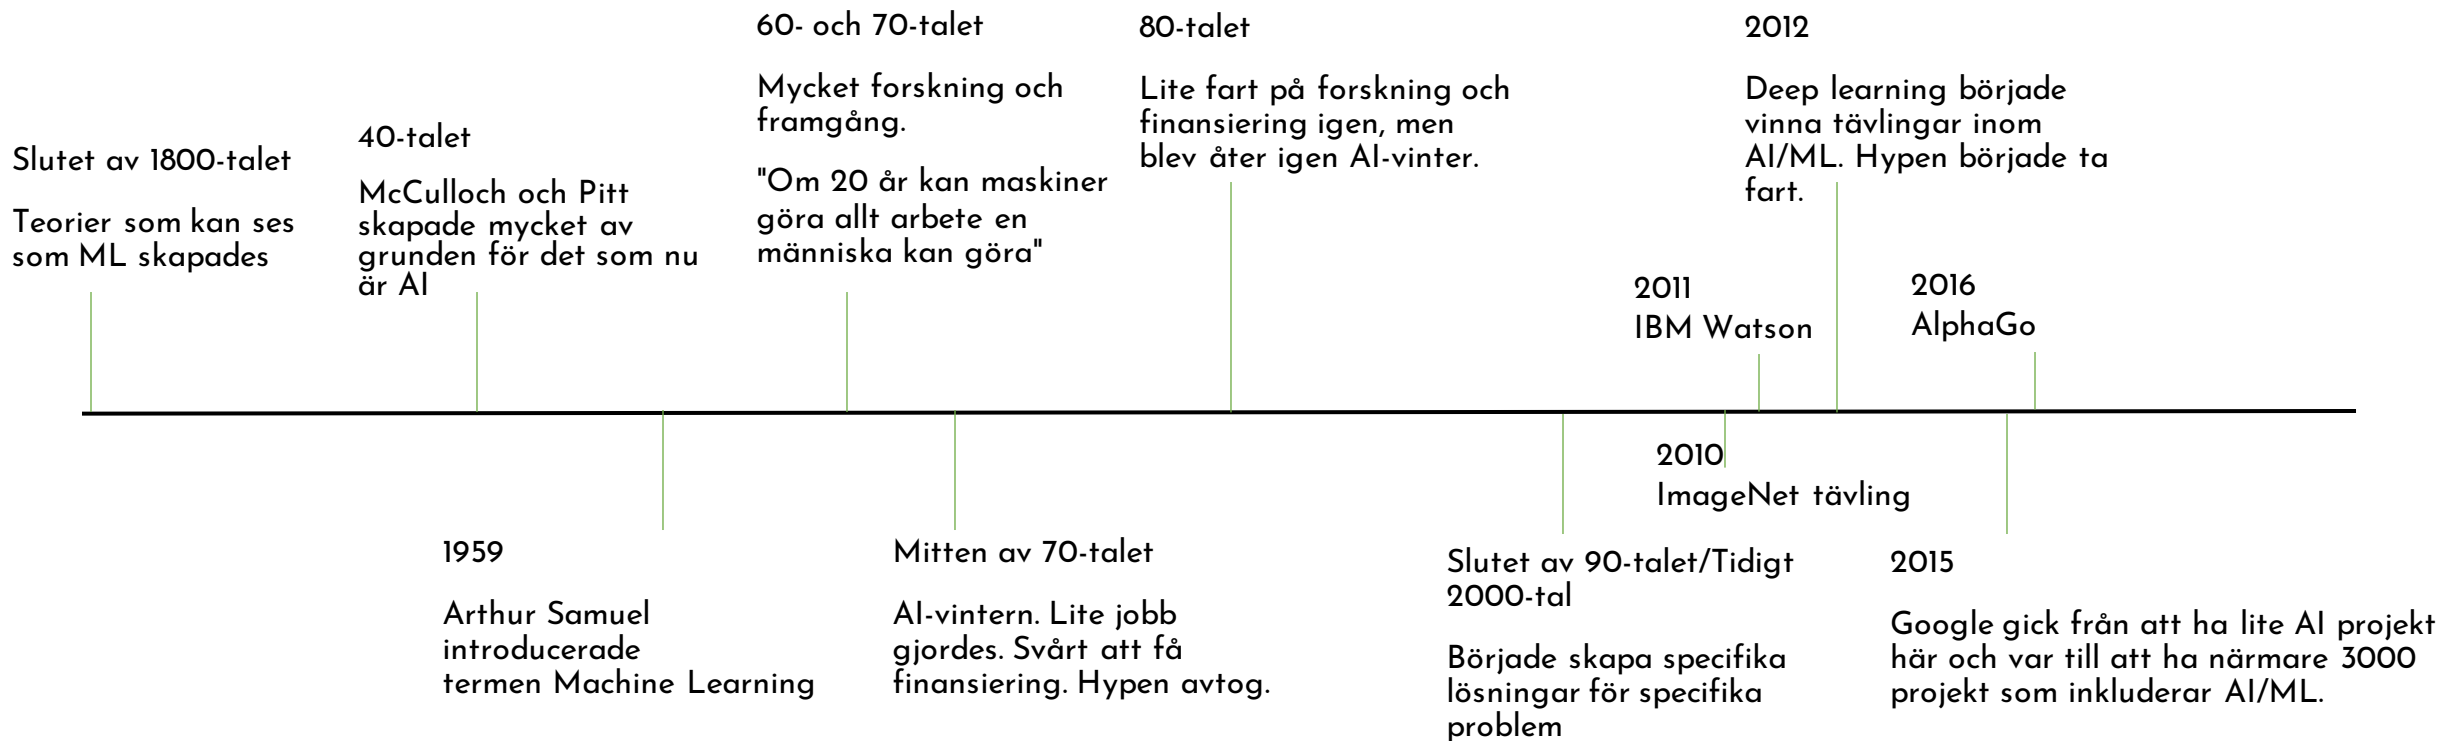 Slutet av 1800-talet
Teorier som kan ses
som ML skapades
40-talet
McCulloch och Pitt
skapade mycket av
grunden för det som nu
är AI
1959
Arthur Samuel
introducerade
termen Machine Learning
60- och 70-talet
Mycket forskning och
framgång.
"Om 20 år kan maskiner
göra allt arbete en
människa kan göra"
Mitten av 70-talet
AI-vintern. Lite jobb
gjordes. Svårt att få
finansiering. Hypen avtog.
80-talet
Lite fart på forskning och
finansiering igen, men
blev åter igen AI-vinter.
Slutet av 90-talet/Tidigt
2000-tal
Började skapa specifika
lösningar för specifika
problem
2010
ImageNet tävling
2011
IBM Watson
2012
Deep learning började
vinna tävlingar inom
AI/ML. Hypen började ta
fart.
2015
Google gick från att ha lite AI projekt
här och var till att ha närmare 3000
projekt som inkluderar AI/ML.
2016
AlphaGo